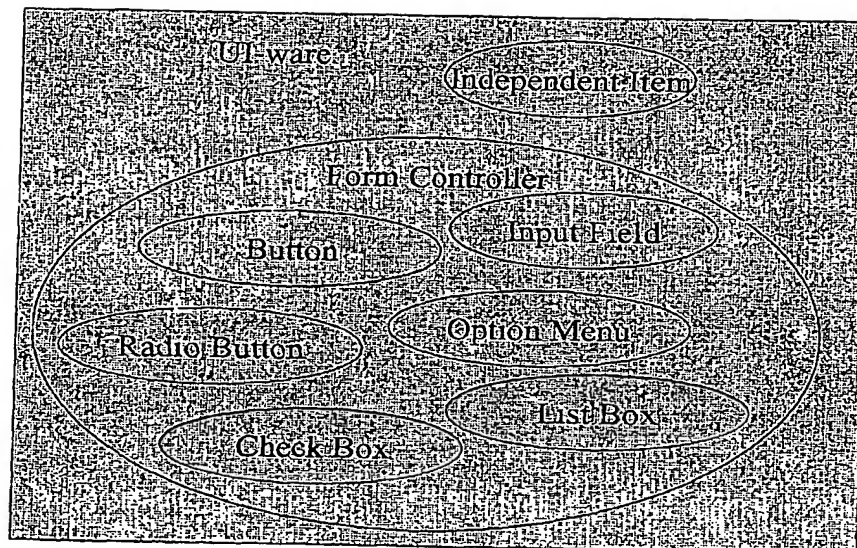 UI ware
Independent Item
Form Controller
Button
Input Field
Radio Button
Option Menu
Check Box
List Box